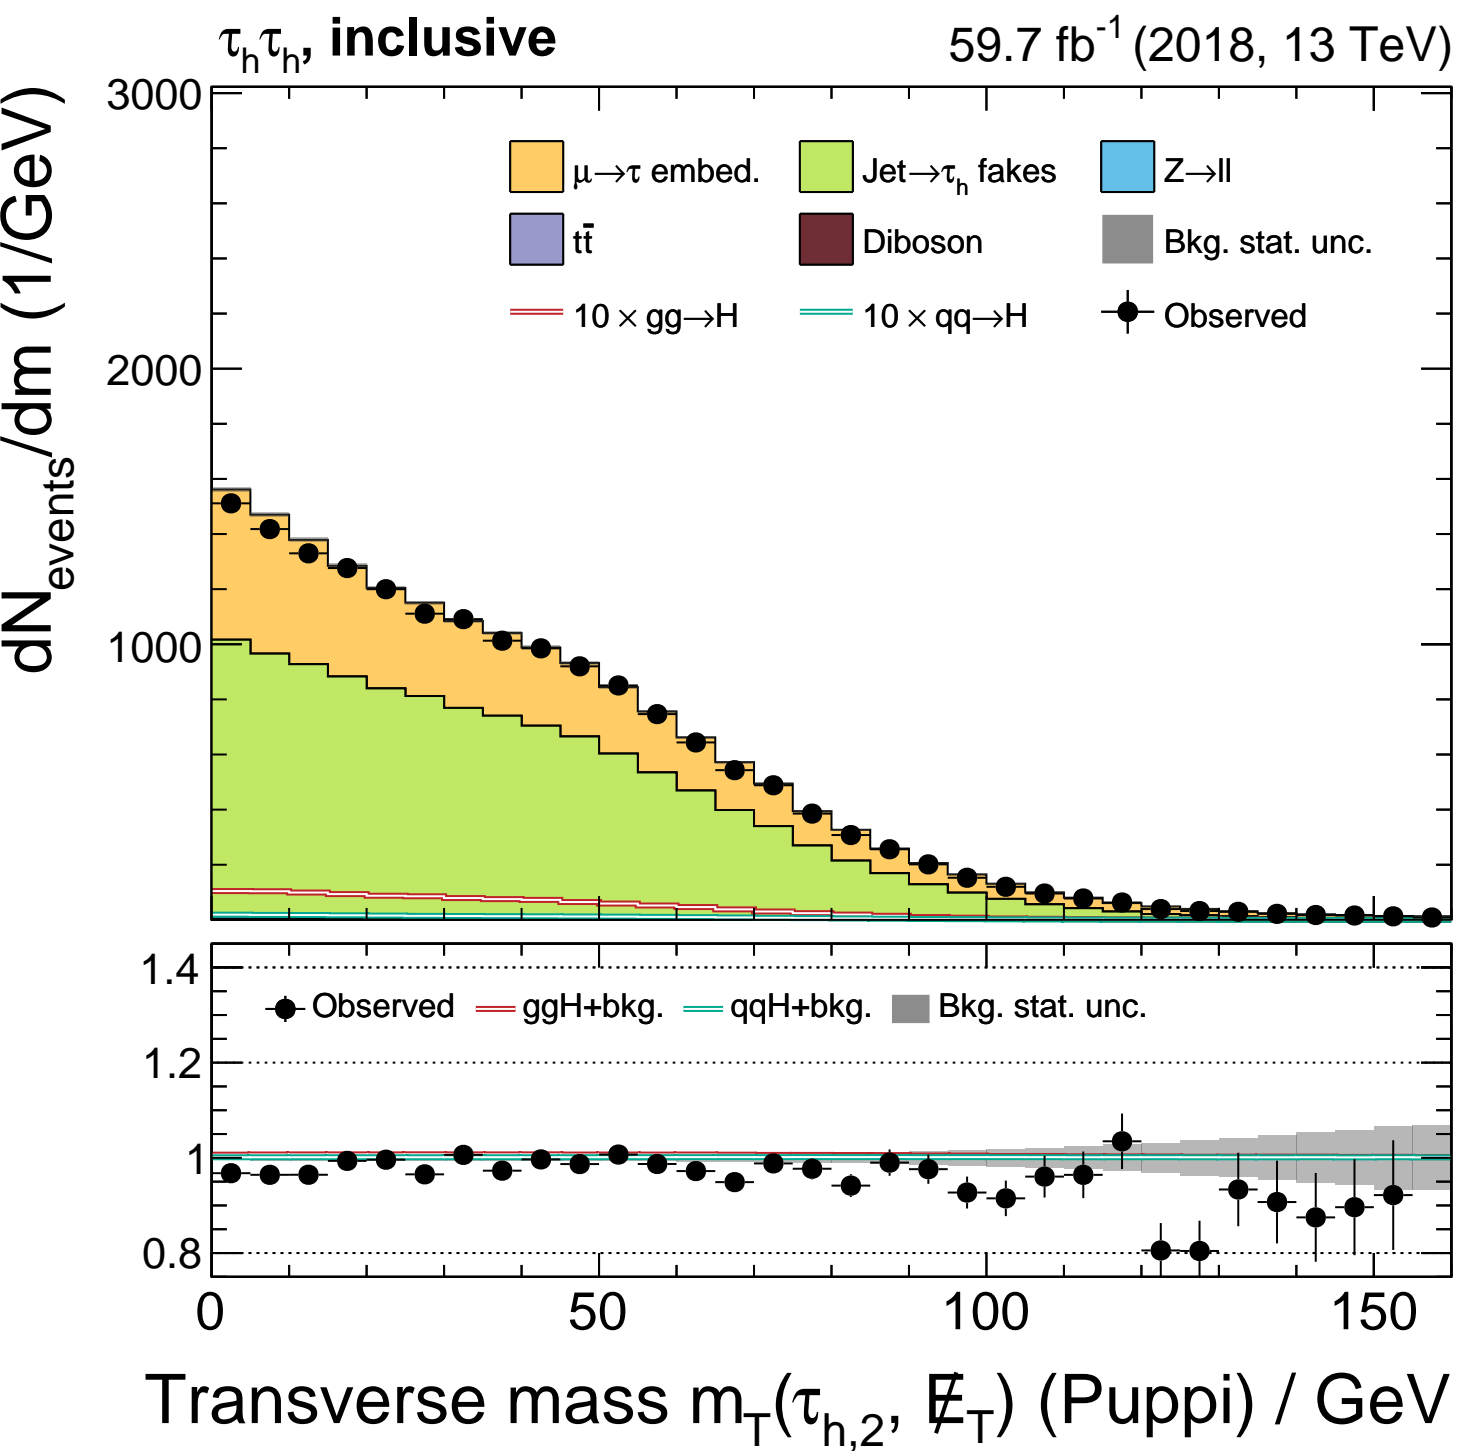 τhτh, inclusive 59.7 fb-1 (2018, 13 TeV)
dNevents/dm (1/GeV)
3000
2000
1000
μ→τ embed. Jet→τh fakes Z→ll
tt̄ Diboson Bkg. stat. unc.
10 × gg→H 10 × qq→H Observed
1.4
1.2
1
0.8
Observed ggH+bkg. qqH+bkg. Bkg. stat. unc.
0 50 100 150
Transverse mass mT(τh,2, E̸T) (Puppi) / GeV